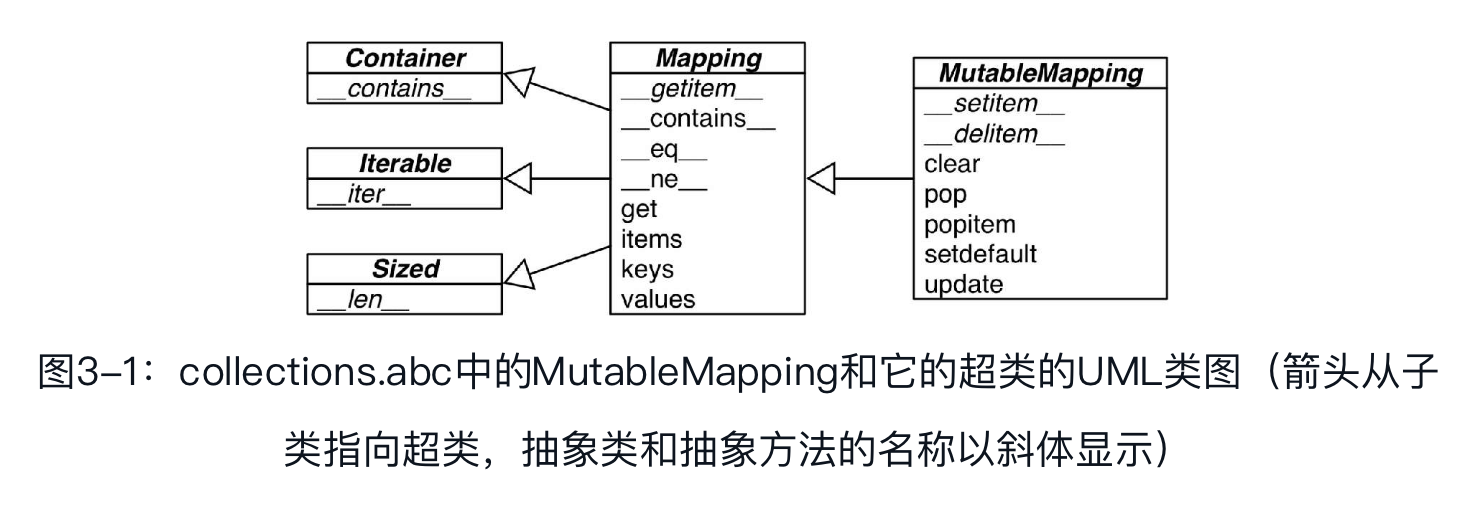 Container
__contains__
Iterable
__iter__
Sized
__len__
Mapping
__getitem__
__contains__
__eq__
__ne__
get
items
keys
values
MutableMapping
__setitem__
__delitem__
clear
pop
popitem
setdefault
update
图3-1：collections.abc中的MutableMapping和它的超类的UML类图（箭头从子
类指向超类，抽象类和抽象方法的名称以斜体显示）